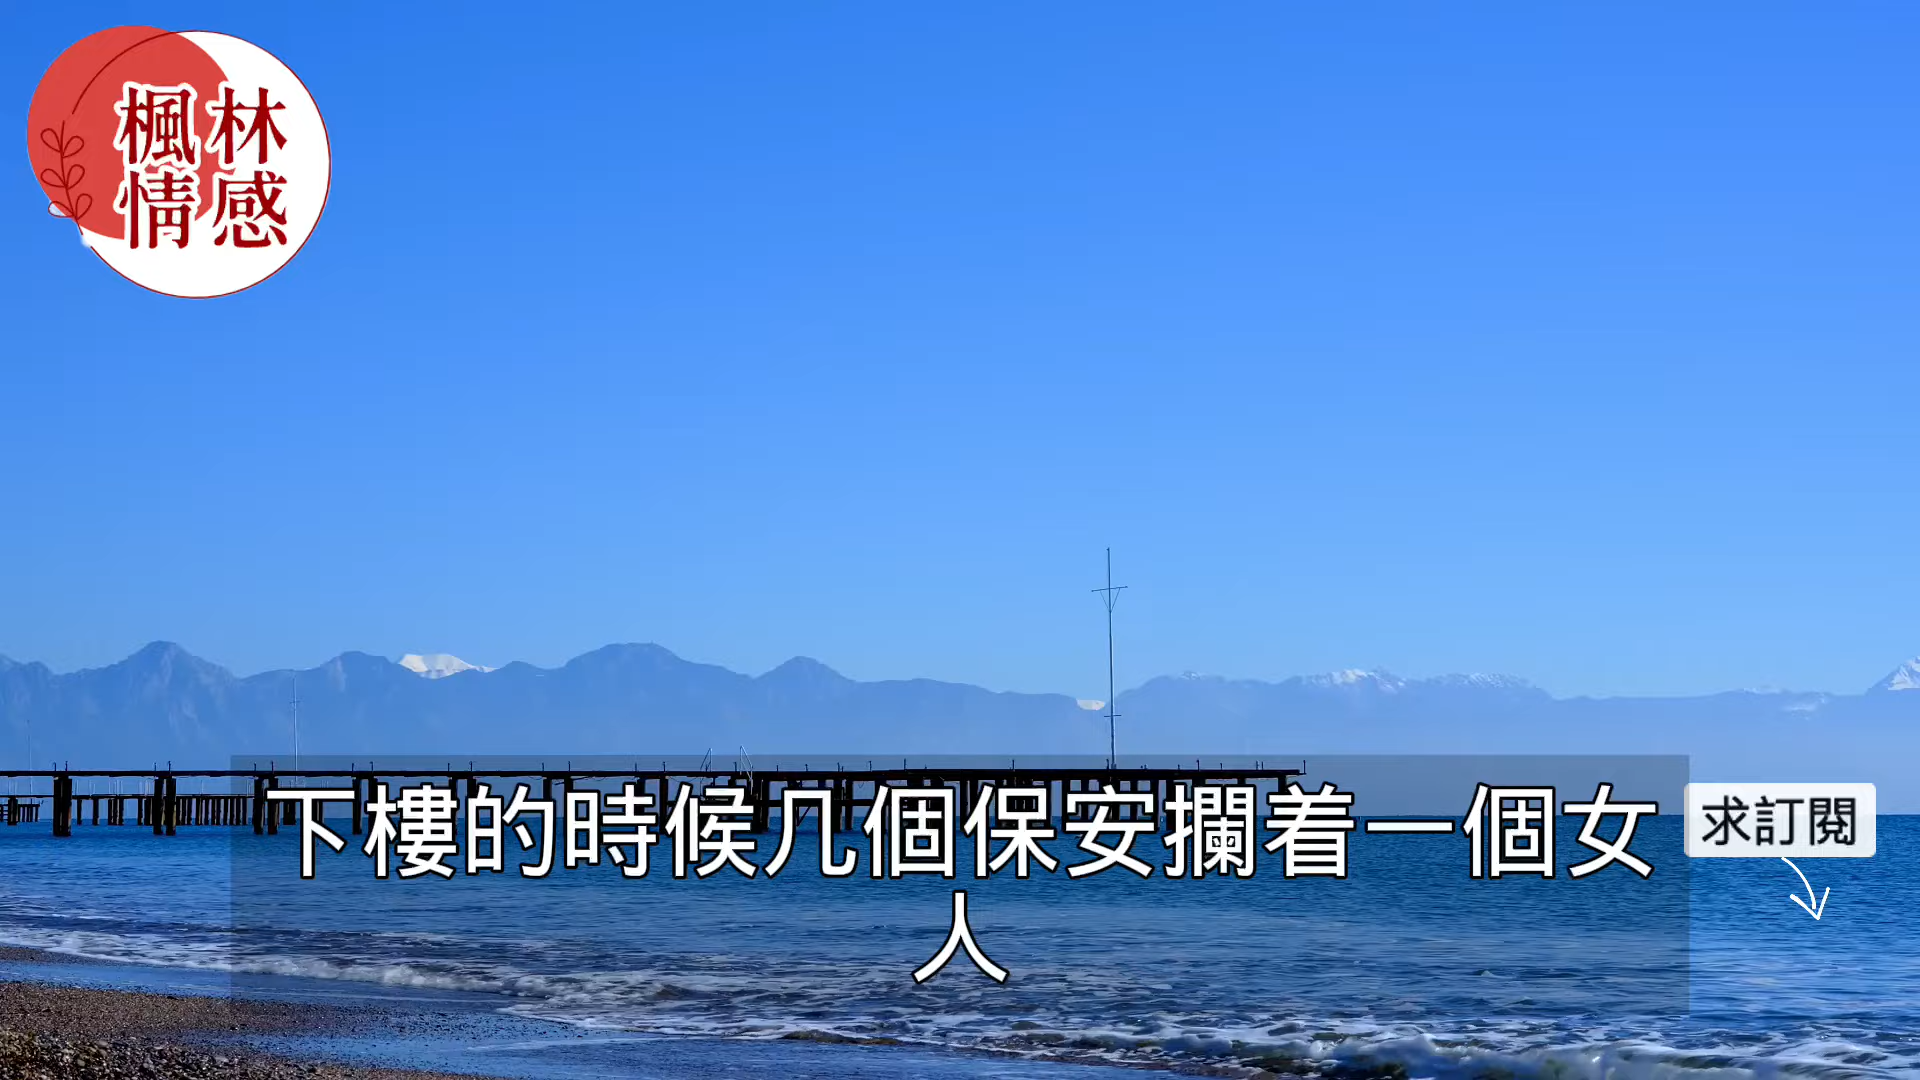 楓林
情感
下樓的時候几個保安攔着一個女
人
求訂閱